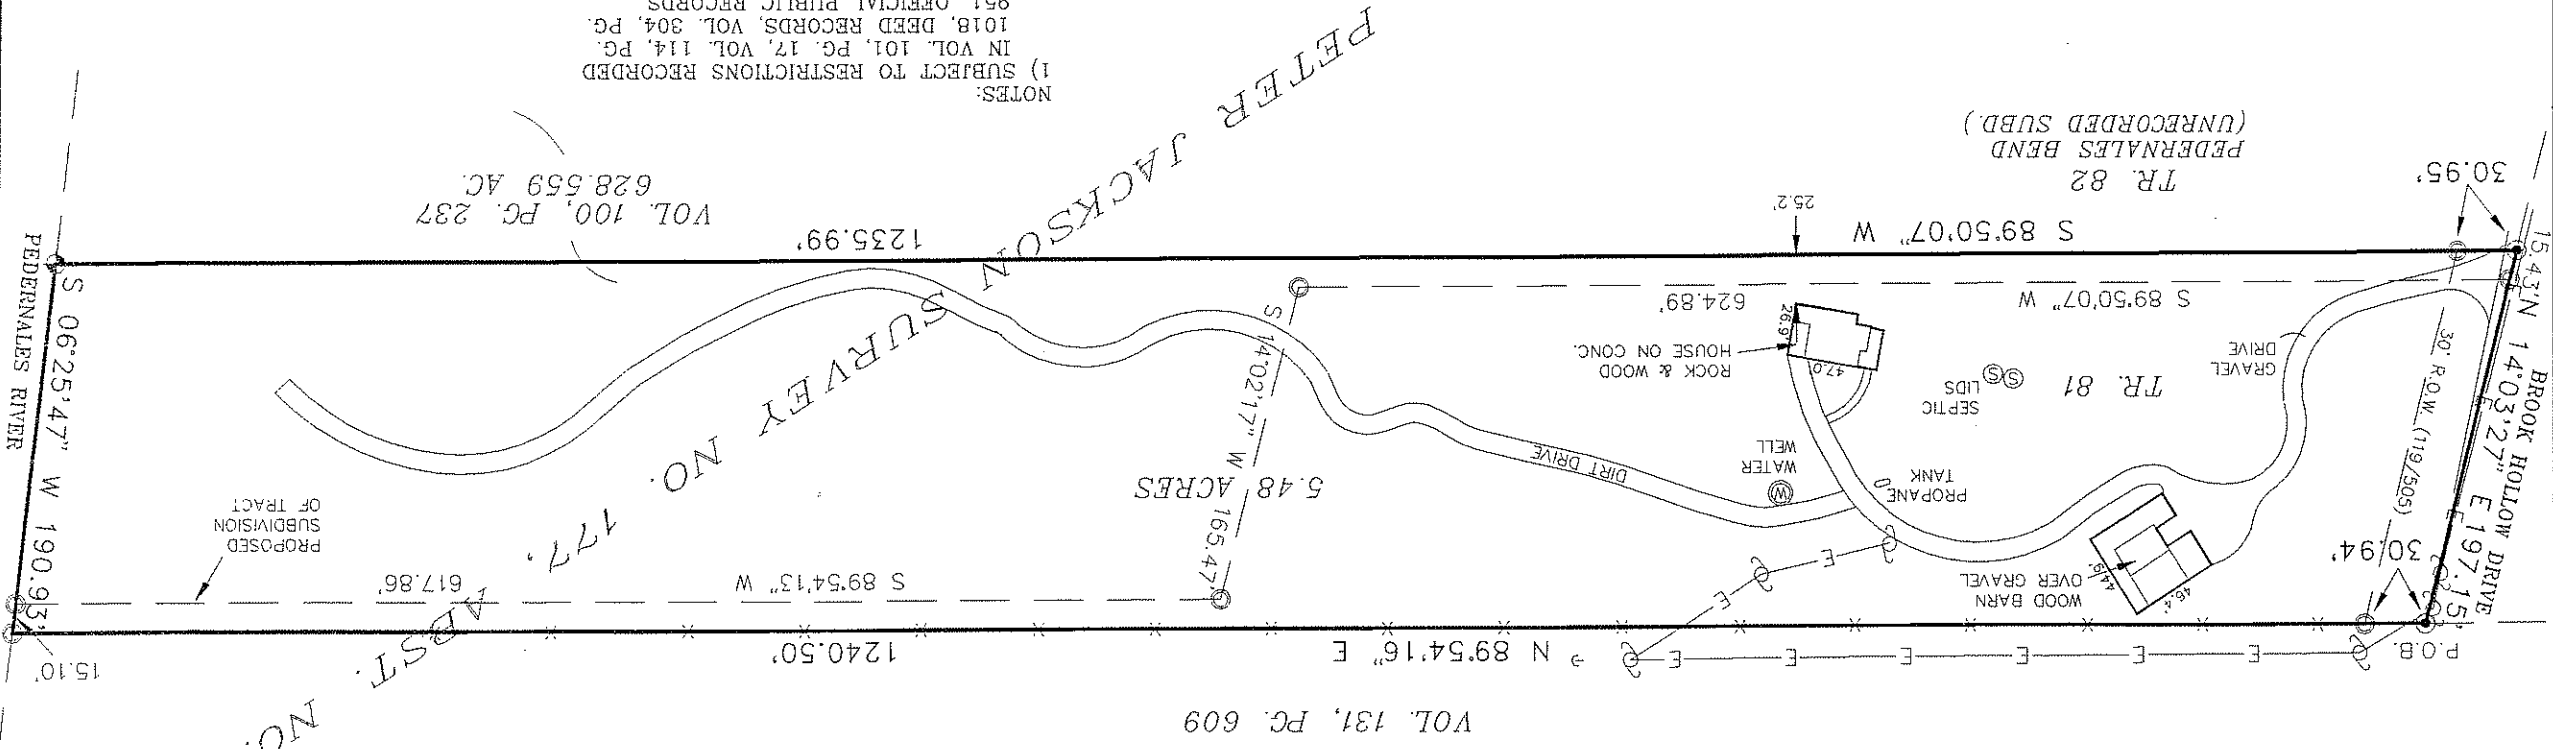 VOL. 131, PG. 609
P.O.B.
N 89°54'16" E
1240.50'
15.10'
30.94'
BROOK HOLLOW DRIVE
N 14°03'27" E 197.15'
15.43'
30.95'
30' R.O.W. (119/505)
WOOD BARN
OVER GRAVEL
46.4'
44.9'
S 89°54'13" W
617.86'
PROPOSED
SUBDIVISION
OF TRACT
ABST. NO.
PROPANE
TANK
WATER
WELL
W
DIRT DRIVE
5.48 ACRES
S 14°02'17" W 165.47'
PETER JACKSON SURVEY NO. 177,
S 06°25'47" W 190.93'
PEDERNALES RIVER
GRAVEL
DRIVE
TR. 81
SEPTIC
LIDS
S S
ROCK & WOOD
HOUSE ON CONC.
47.0'
26.9'
S 89°50'07" W
624.89'
S 89°50'07" W
1235.99'
25.2'
TR. 82
PEDERNALES BEND
(UNRECORDED SUBD.)
VOL. 100, PG. 237
628.559 AC.
NOTES:
1) SUBJECT TO RESTRICTIONS RECORDED
IN VOL. 101, PG. 17, VOL. 114, PG.
1018, DEED RECORDS, VOL. 304, PG.
951, OFFICIAL PUBLIC RECORDS
E E E E E E
E E
E
E E